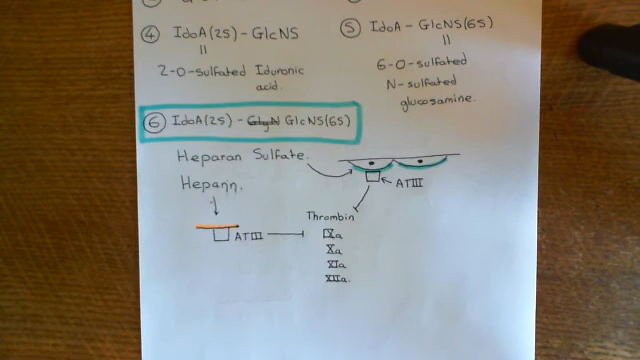 ④ IdoA(2S) - GlcNS
2-O-sulfated Iduronic
acid.
⑤ IdoA - GlcNS(6S)
6-O-sulfated
N-sulfated
glucosamine.
⑥ IdoA(2S) - GlcNS(6S)
Heparan Sulfate.
Heparin.
ATIII
Thrombin
ATIII
IXa
Xa
XIa
XIIa.